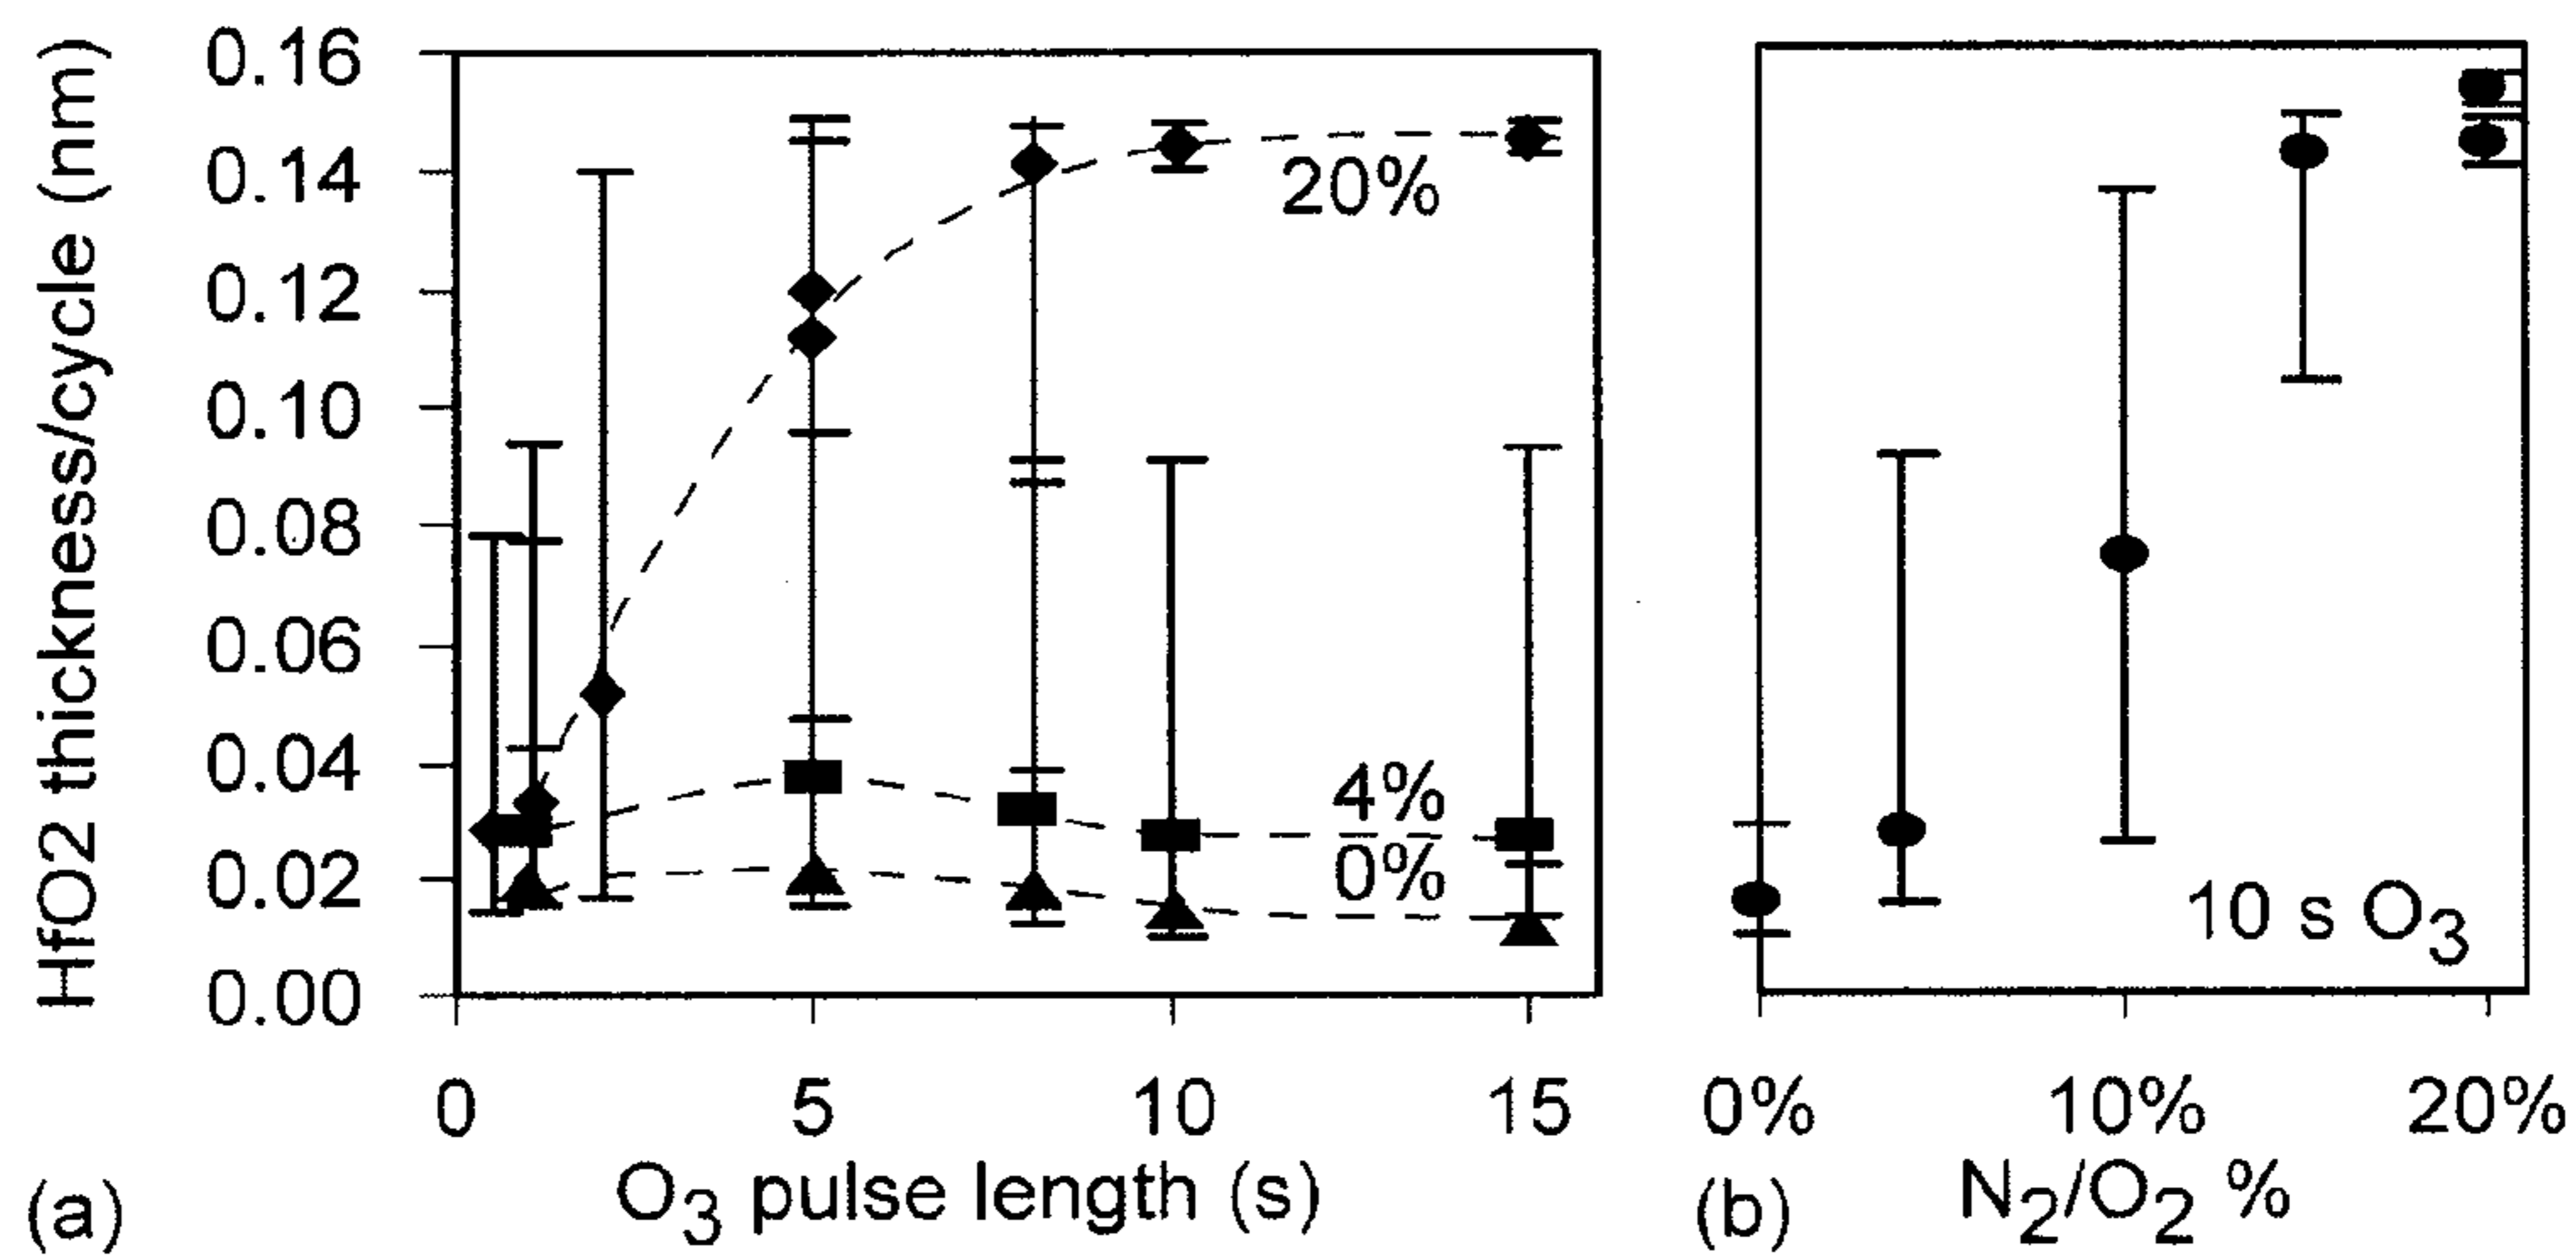 HfO2 thickness/cycle (nm)
0.16
0.14
0.12
0.10
0.08
0.06
0.04
0.02
0.00
20%
4%
0%
0 5 10 15
O₃ pulse length (s)
(a)
10 s O₃
0% 10% 20%
N₂/O₂ %
(b)